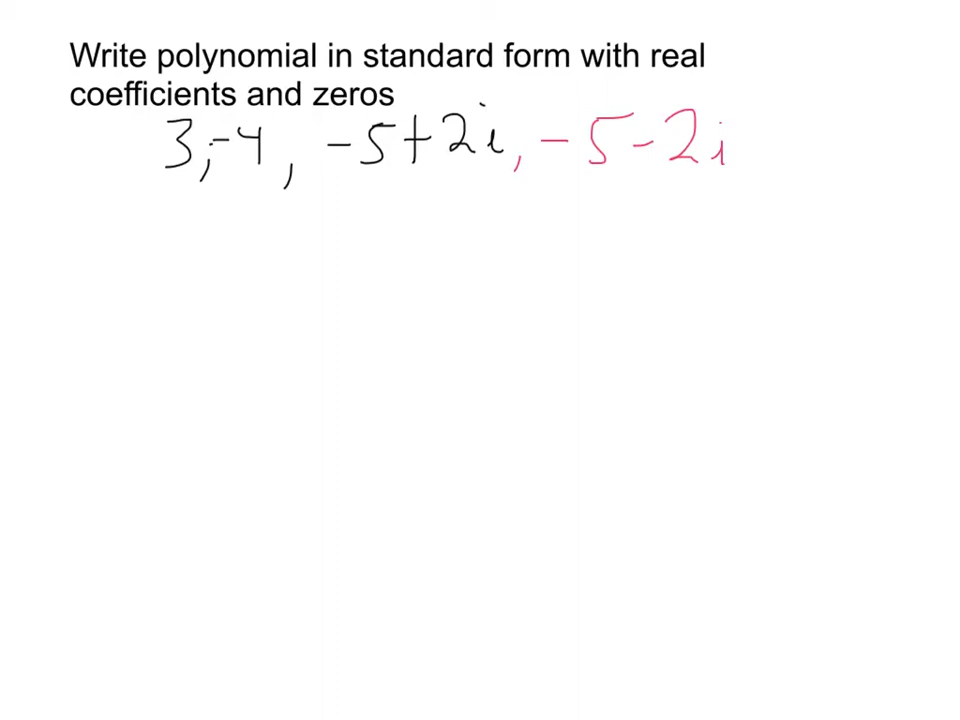 Write polynomial in standard form with real
coefficients and zeros
3, -4, -5+2i, -5-2i